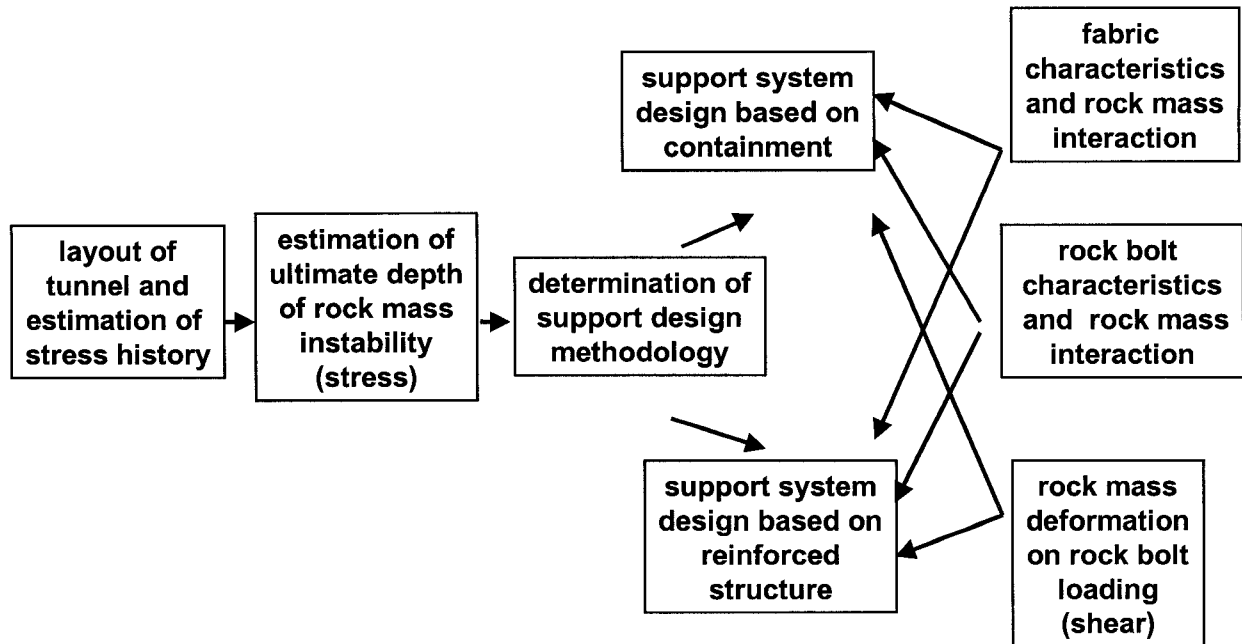 layout of
tunnel and
estimation of
stress history
estimation of
ultimate depth
of rock mass
instability
(stress)
determination of
support design
methodology
support system
design based on
containment
support system
design based on
reinforced
structure
fabric
characteristics
and rock mass
interaction
rock bolt
characteristics
and rock mass
interaction
rock mass
deformation
on rock bolt
loading
(shear)